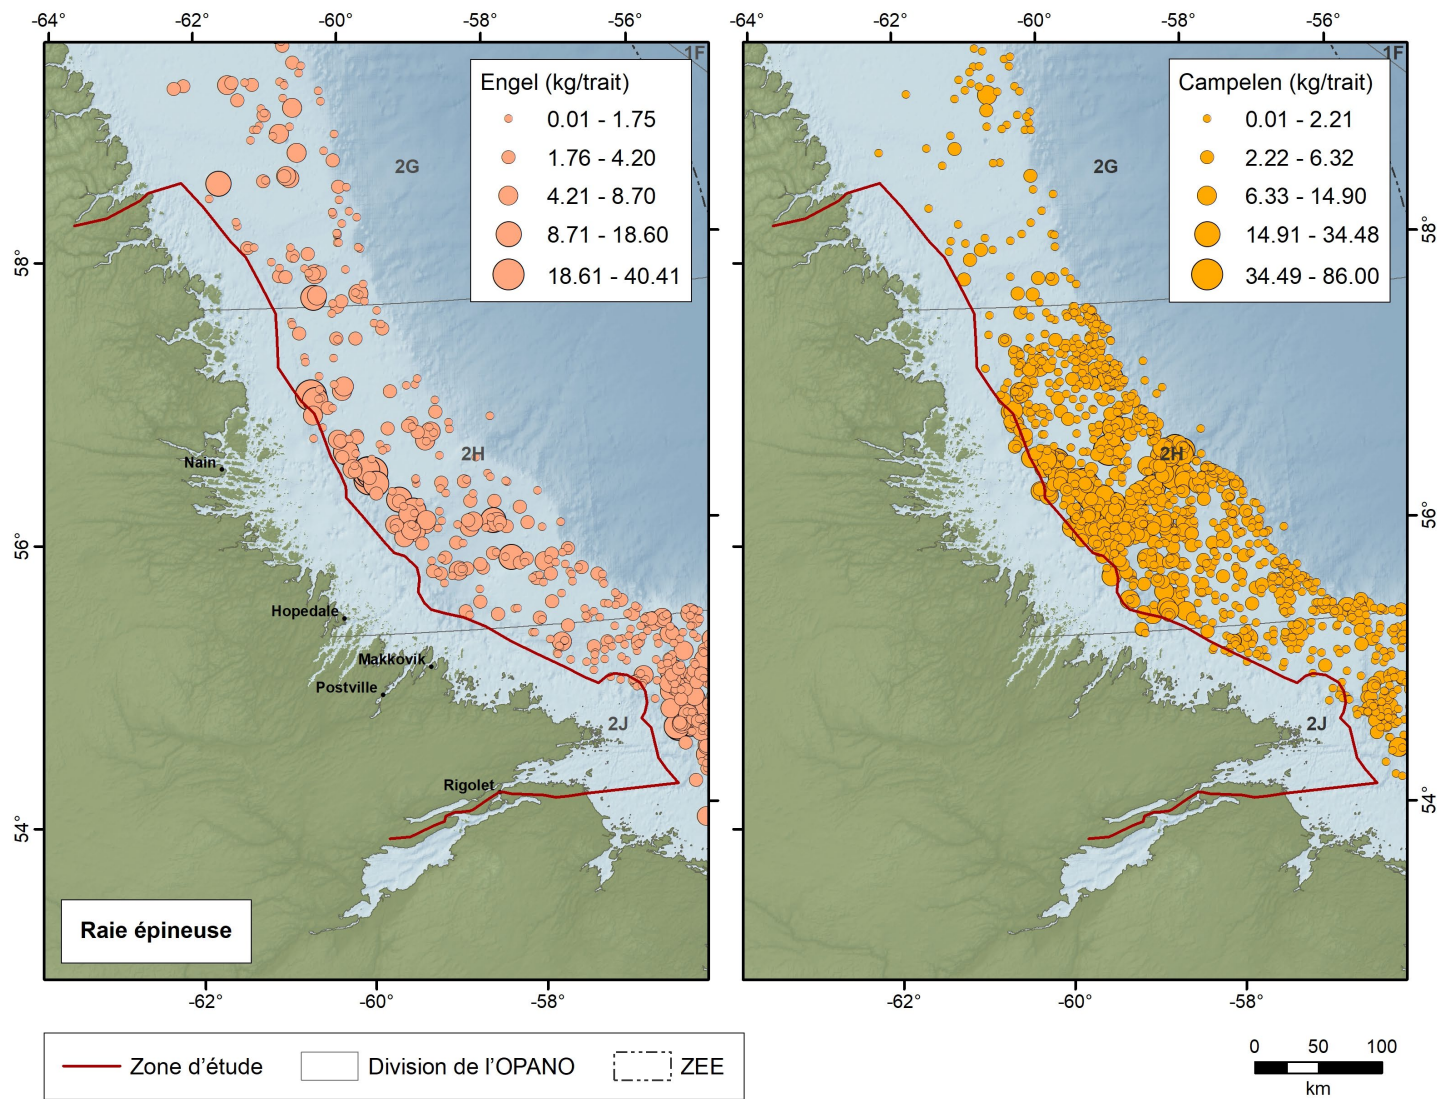 -64° -62° -60° -58° -56° -64° -62° -60° -58° -56°
1F
Engel (kg/trait)
0.01 - 1.75
1.76 - 4.20
4.21 - 8.70
8.71 - 18.60
18.61 - 40.41
2G
2H
2J
Nain
Hopedale
Makkovik
Postville
Rigolet
58°
56°
54°
Raie épineuse
-62° -60° -58°
1F
Campelen (kg/trait)
0.01 - 2.21
2.22 - 6.32
6.33 - 14.90
14.91 - 34.48
34.49 - 86.00
2G
2H
2J
58°
56°
54°
-62° -60° -58°
Zone d'étude
Division de l'OPANO
ZEE
0 50 100
km